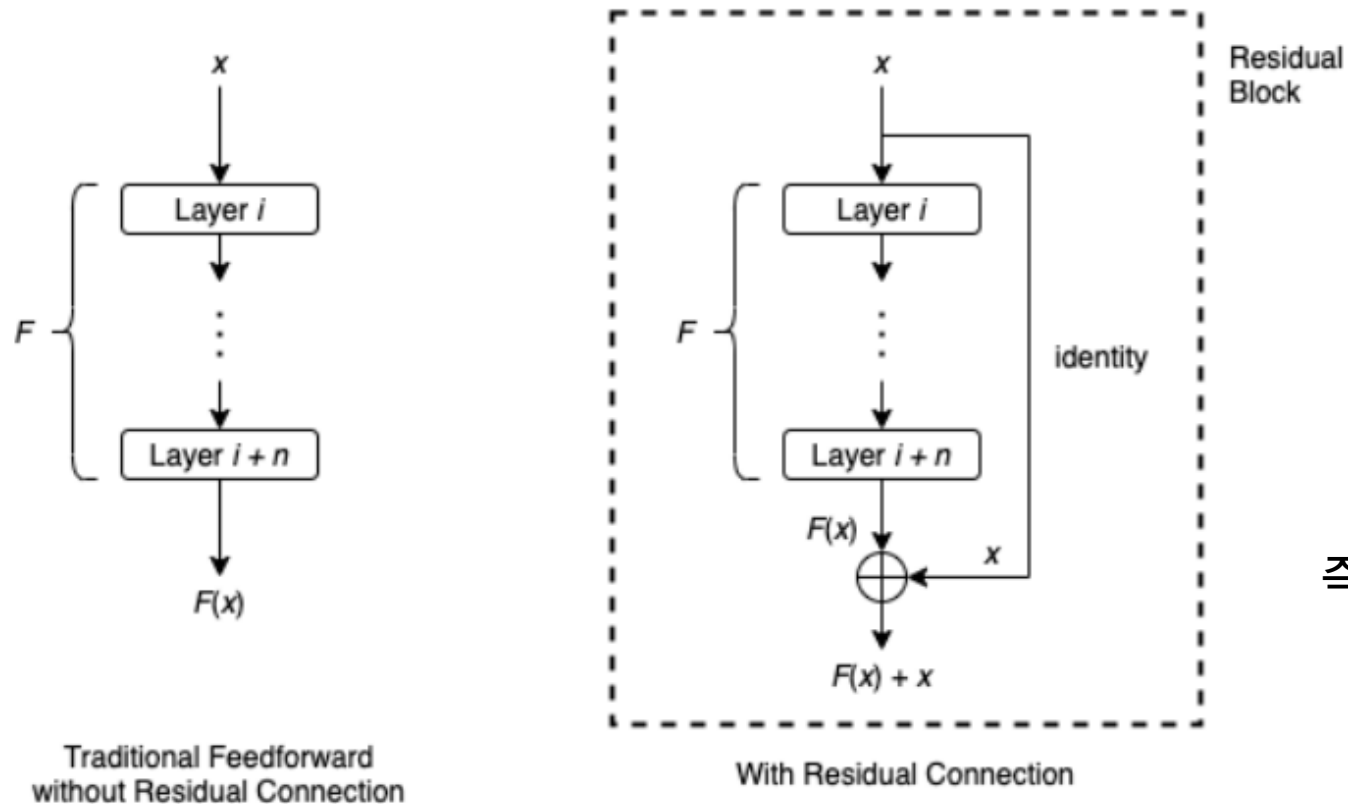 x
Layer i
F
Layer i + n
F(x)
Traditional Feedforward
without Residual Connection
x
Layer i
F
identity
Layer i + n
F(x)
x
F(x) + x
With Residual Connection
Residual
Block